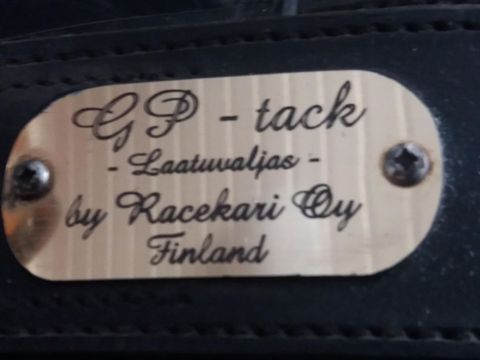 GP - tack
- Laatuvaljas -
by Racekari Oy
Finland